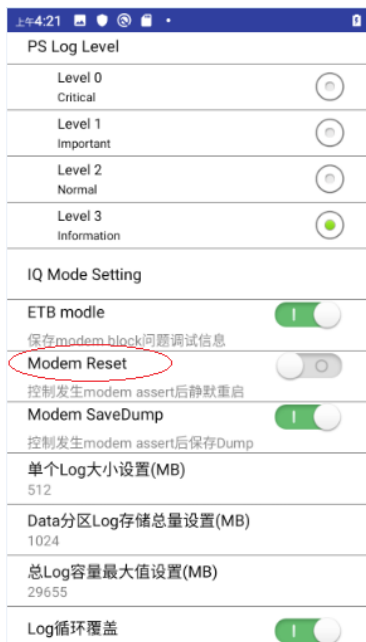 上午4:21
PS Log Level
Level 0
Critical
Level 1
Important
Level 2
Normal
Level 3
Information
IQ Mode Setting
ETB modle
保存modem block问题调试信息
Modem Reset
控制发生modem assert后静默重启
Modem SaveDump
控制发生modem assert后保存Dump
单个Log大小设置(MB)
512
Data分区Log存储总量设置(MB)
1024
总Log容量最大值设置(MB)
29655
Log循环覆盖